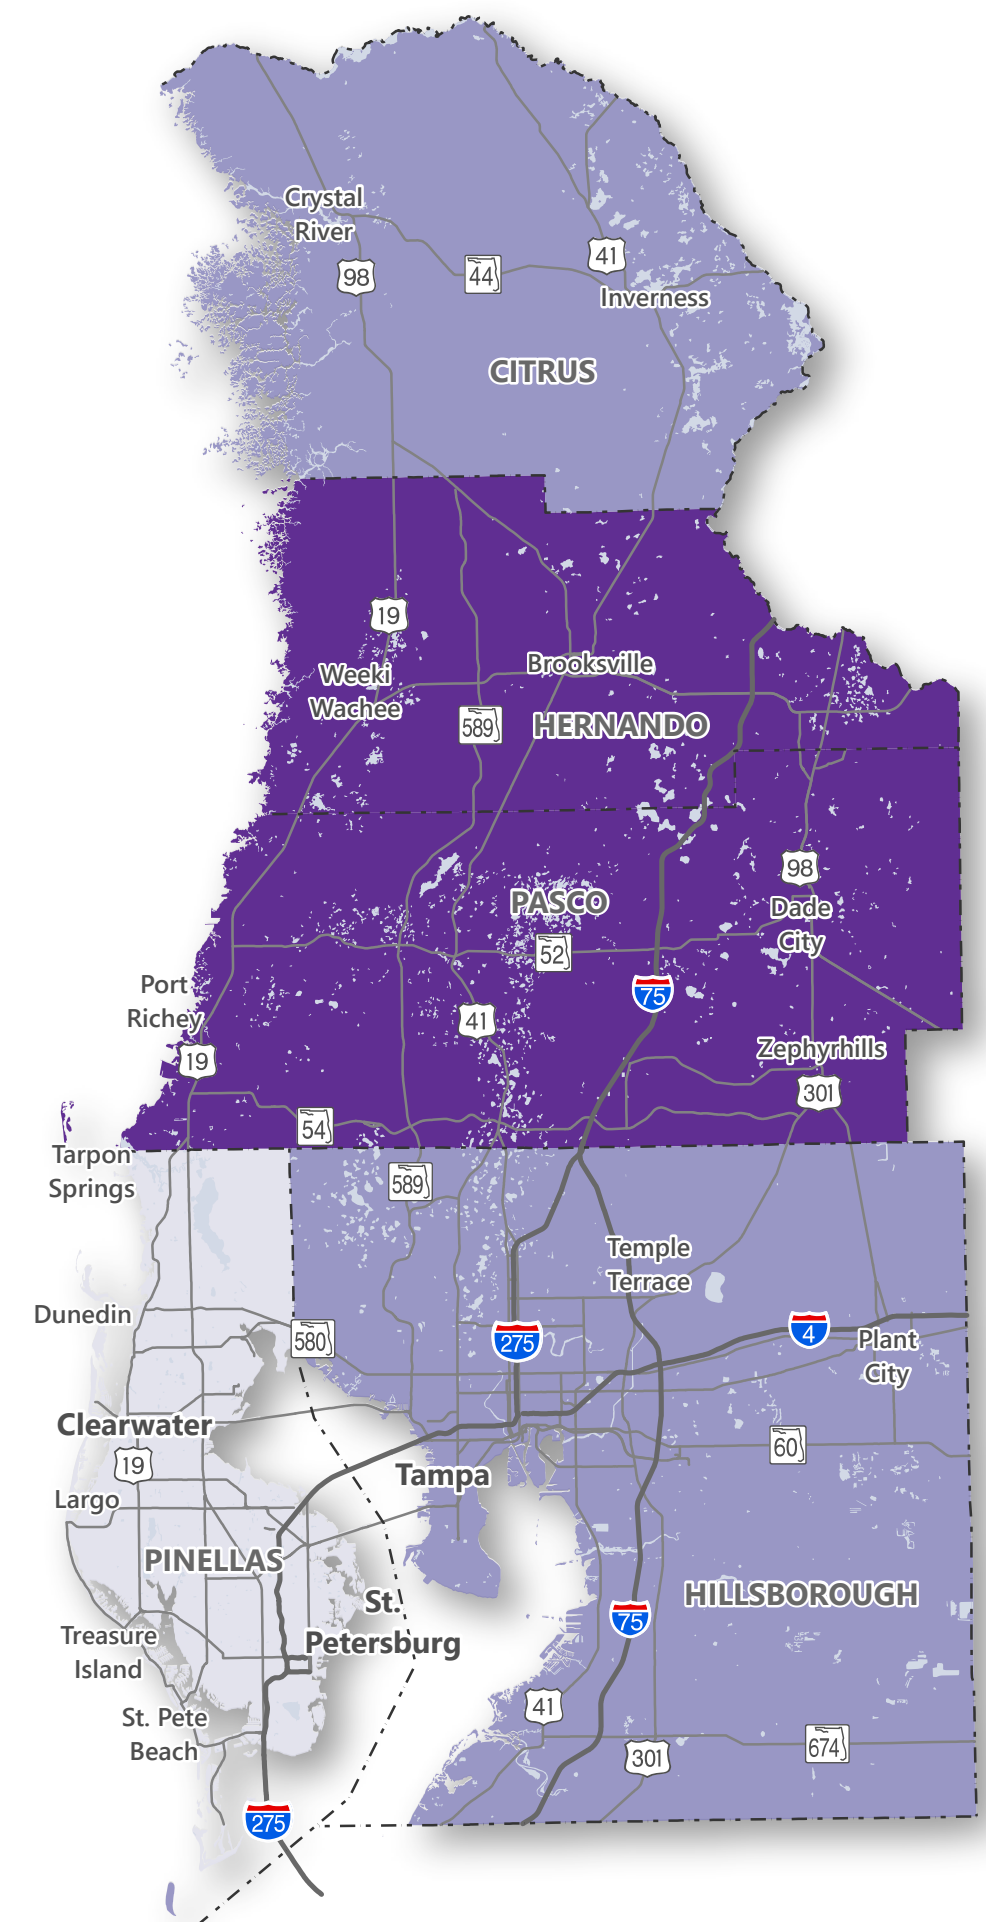 Crystal
River
98
44
41
Inverness
CITRUS
19
Weeki
Wachee
Brooksville
589
HERNANDO
98
PASCO
Dade
City
52
Port
Richey
75
41
19
Zephyrhills
301
54
Tarpon
Springs
589
Temple
Terrace
Dunedin
580
275
4
Plant
City
Clearwater
60
19
Tampa
Largo
PINELLAS
HILLSBOROUGH
St.
Petersburg
75
Treasure
Island
41
St. Pete
Beach
674
301
275